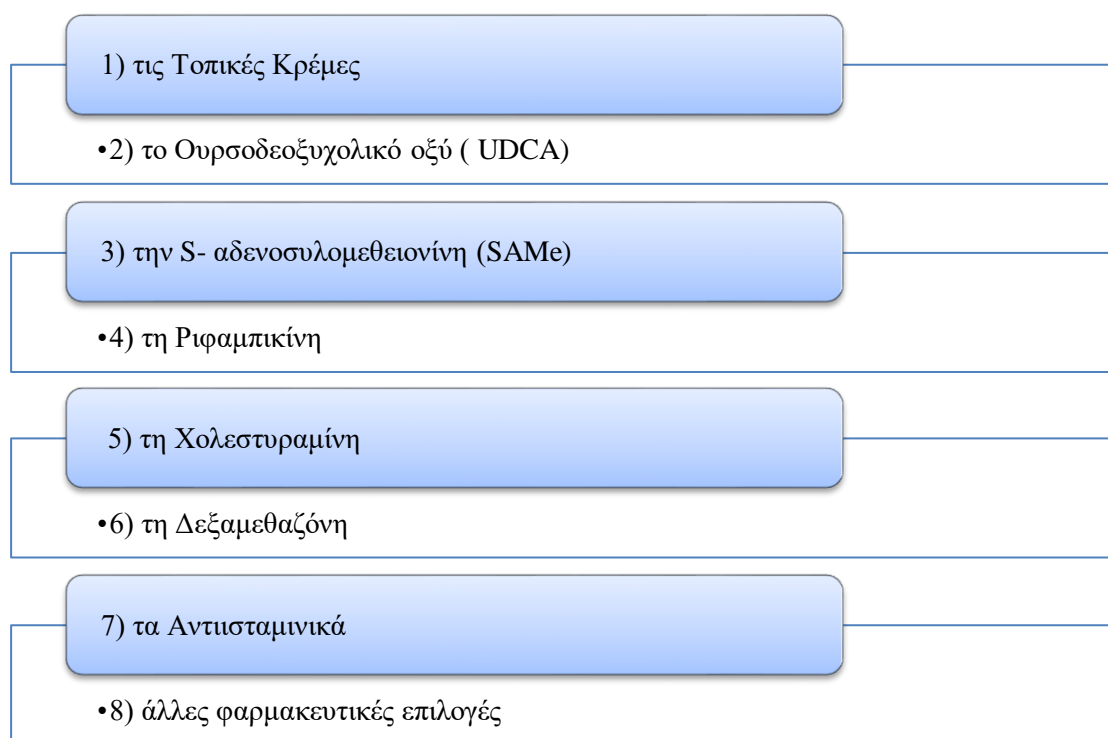 1) τις Τοπικές Κρέμες
•2) το Ουρσοδεοξυχολικό οξύ ( UDCA)
3) την S- αδενοσυλομεθειονίνη (SAMe)
•4) τη Ριφαμπικίνη
5) τη Χολεστυραμίνη
•6) τη Δεξαμεθαζόνη
7) τα Αντιισταμινικά
•8) άλλες φαρμακευτικές επιλογές